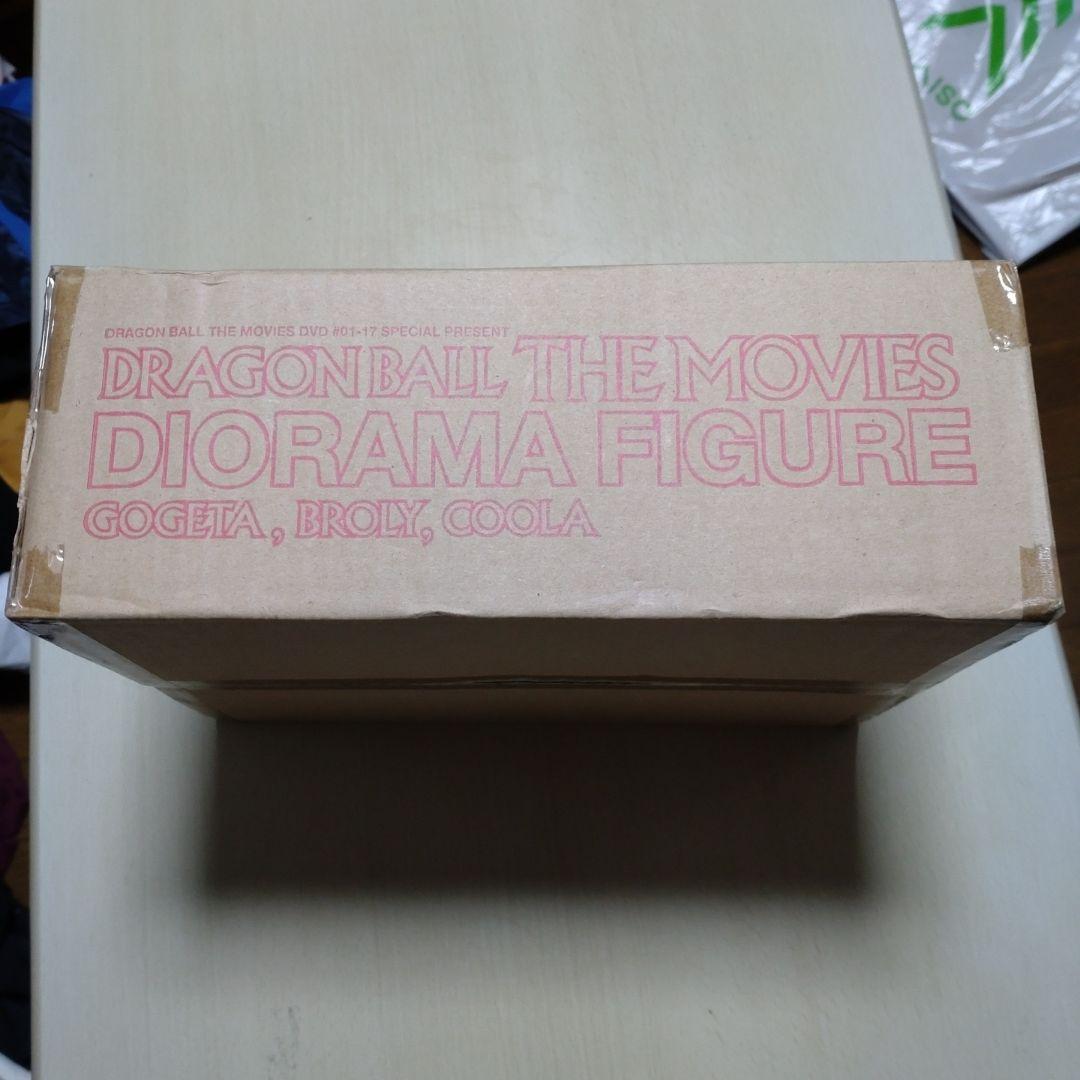 DRAGON BALL THE MOVIES DVD #01-17 SPECIAL PRESENT
DRAGON BALL THE MOVIES
DIORAMA FIGURE
GOGETA, BROLY, COOLA